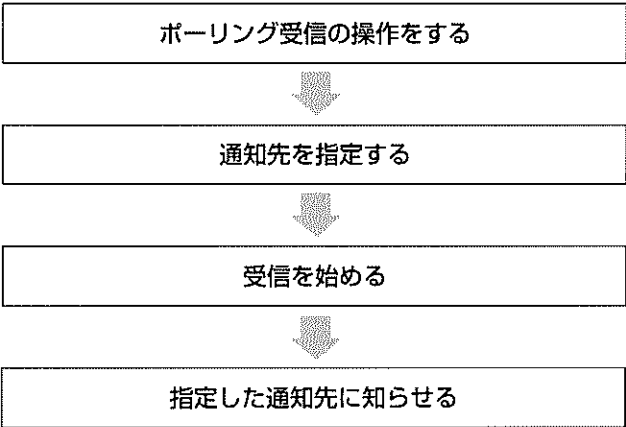 ポーリング受信の操作をする
通知先を指定する
受信を始める
指定した通知先に知らせる